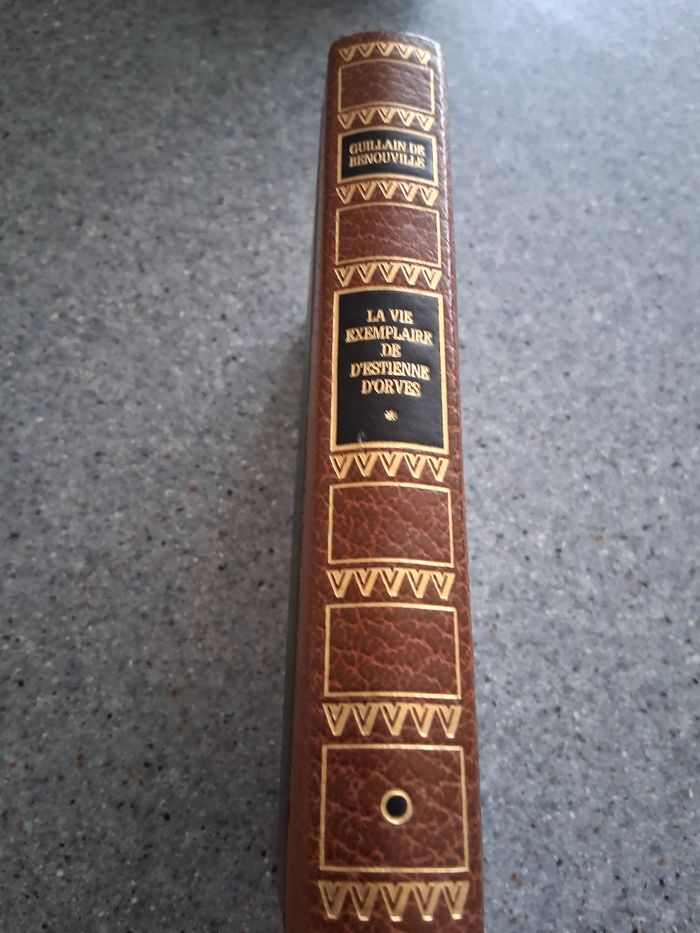 GUILLAIN DE
BENOUVILLE
LA VIE
EXEMPLAIRE
DE
D'ESTIENNE
D'ORVES